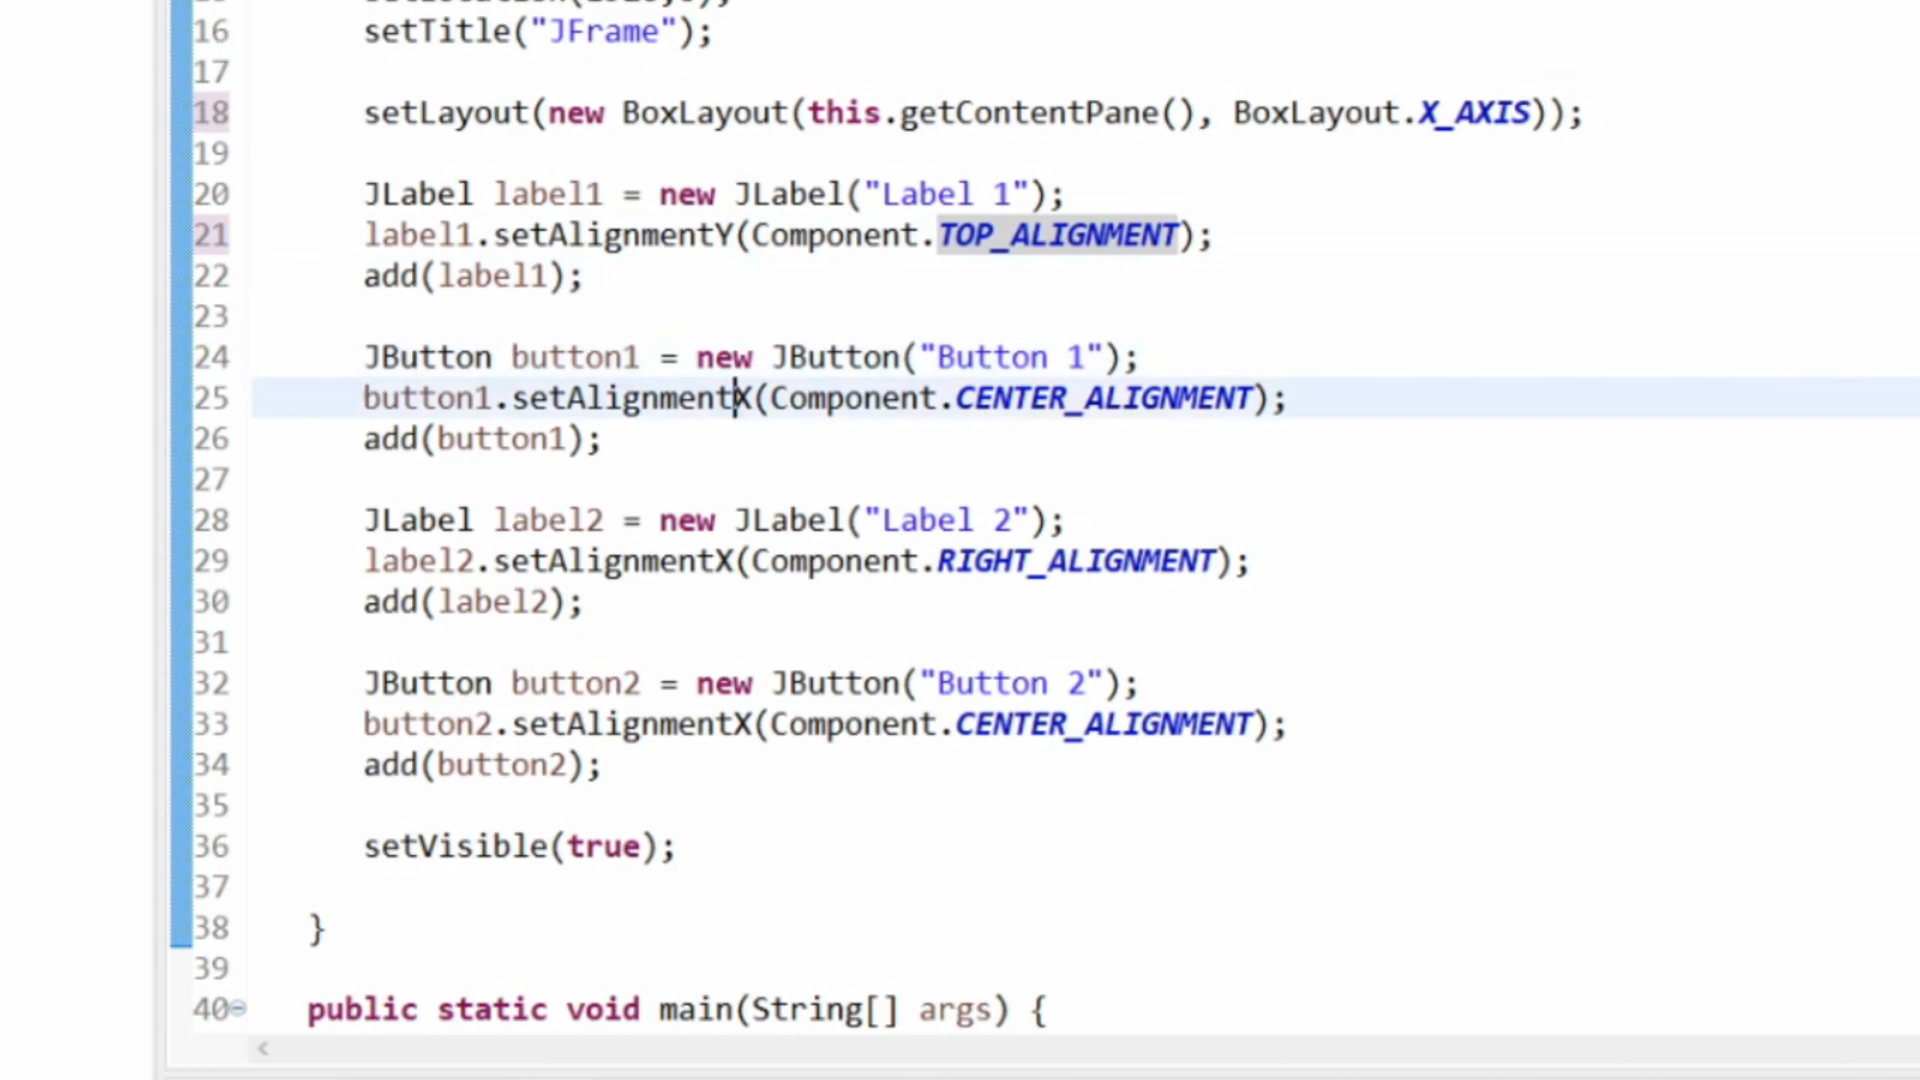 16 setTitle("JFrame");
17
18 setLayout(new BoxLayout(this.getContentPane(), BoxLayout.X_AXIS));
19
20 JLabel label1 = new JLabel("Label 1");
21 label1.setAlignmentY(Component.TOP_ALIGNMENT);
22 add(label1);
23
24 JButton button1 = new JButton("Button 1");
25 button1.setAlignmentX(Component.CENTER_ALIGNMENT);
26 add(button1);
27
28 JLabel label2 = new JLabel("Label 2");
29 label2.setAlignmentX(Component.RIGHT_ALIGNMENT);
30 add(label2);
31
32 JButton button2 = new JButton("Button 2");
33 button2.setAlignmentX(Component.CENTER_ALIGNMENT);
34 add(button2);
35
36 setVisible(true);
37
38 }
39
40 public static void main(String[] args) {